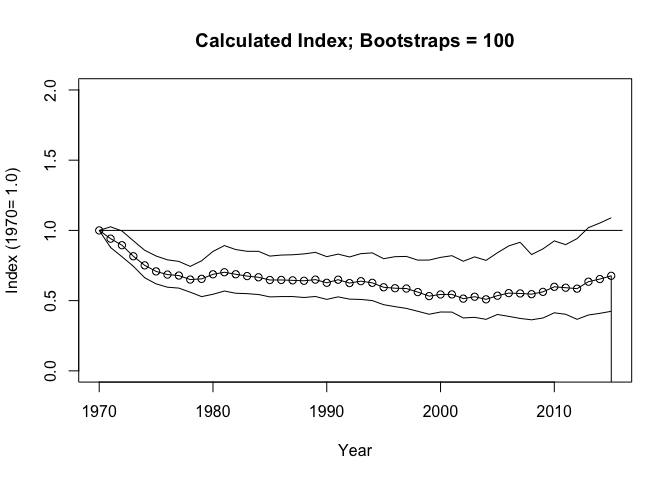 Calculated Index; Bootstraps = 100
Index (1970= 1.0)
2.0
1.5
1.0
0.5
0.0
1970 1980 1990 2000 2010
Year